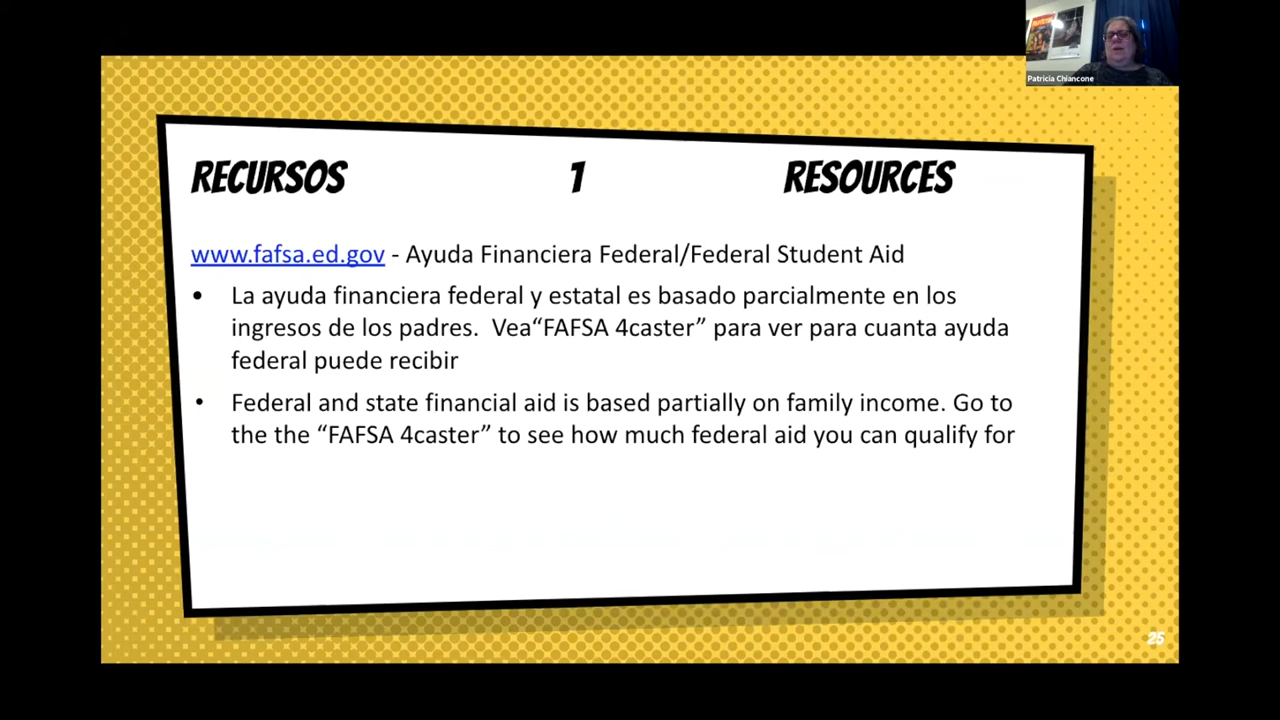 Patricia Chiancone
RECURSOS 1 RESOURCES
www.fafsa.ed.gov - Ayuda Financiera Federal/Federal Student Aid
• La ayuda financiera federal y estatal es basado parcialmente en los
ingresos de los padres. Vea“FAFSA 4caster” para ver para cuanta ayuda
federal puede recibir
• Federal and state financial aid is based partially on family income. Go to
the the “FAFSA 4caster” to see how much federal aid you can qualify for
25